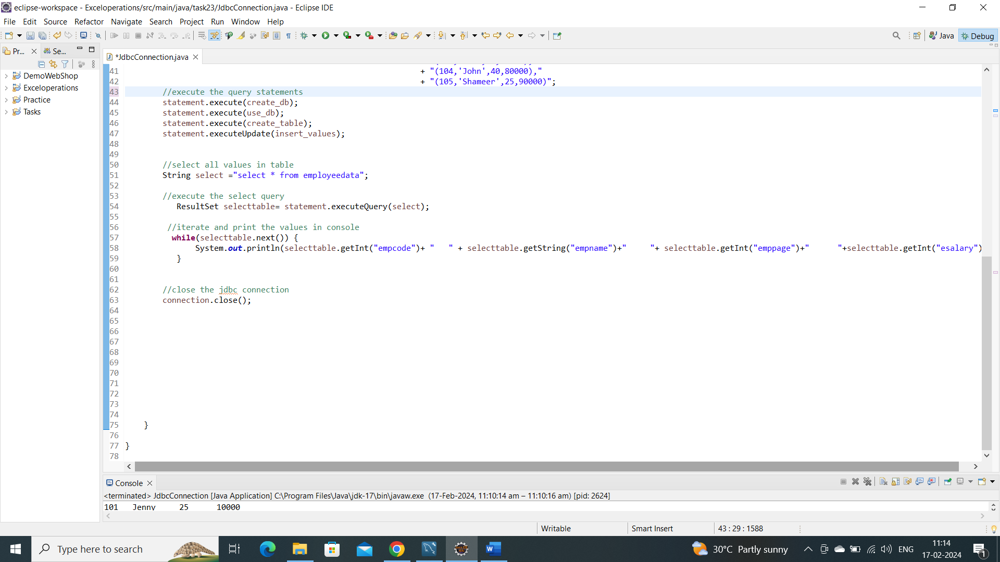 eclipse-workspace - Exceloperations/src/main/java/task23/JdbcConnection.java - Eclipse IDE
File Edit Source Refactor Navigate Search Project Run Window Help
Java Debug
Pr... Se...
*JdbcConnection.java
DemoWebShop
Exceloperations
Practice
Tasks
41 + "(104,'John',40,80000),"
42 + "(105,'Shameer',25,90000)";
43 //execute the query statements
44 statement.execute(create_db);
45 statement.execute(use_db);
46 statement.execute(create_table);
47 statement.executeUpdate(insert_values);
48
49
50 //select all values in table
51 String select ="select * from employeedata";
52
53 //execute the select query
54 ResultSet selecttable= statement.executeQuery(select);
55
56 //iterate and print the values in console
57 while(selecttable.next()) {
58 System.out.println(selecttable.getInt("empcode")+ "   " + selecttable.getString("empname")+"     "+ selecttable.getInt("emppage")+"      "+selecttable.getInt("esalary")
59 }
60
61
62 //close the jdbc connection
63 connection.close();
64
65
66
67
68
69
70
71
72
73
74
75 }
76
77 }
78
Console
<terminated> JdbcConnection [Java Application] C:\Program Files\Java\jdk-17\bin\javaw.exe (17-Feb-2024, 11:10:14 am – 11:10:16 am) [pid: 2624]
101   Jenny     25      10000
Writable Smart Insert 43 : 29 : 1588
Type here to search
30°C Partly sunny
ENG
11:14
17-02-2024
1